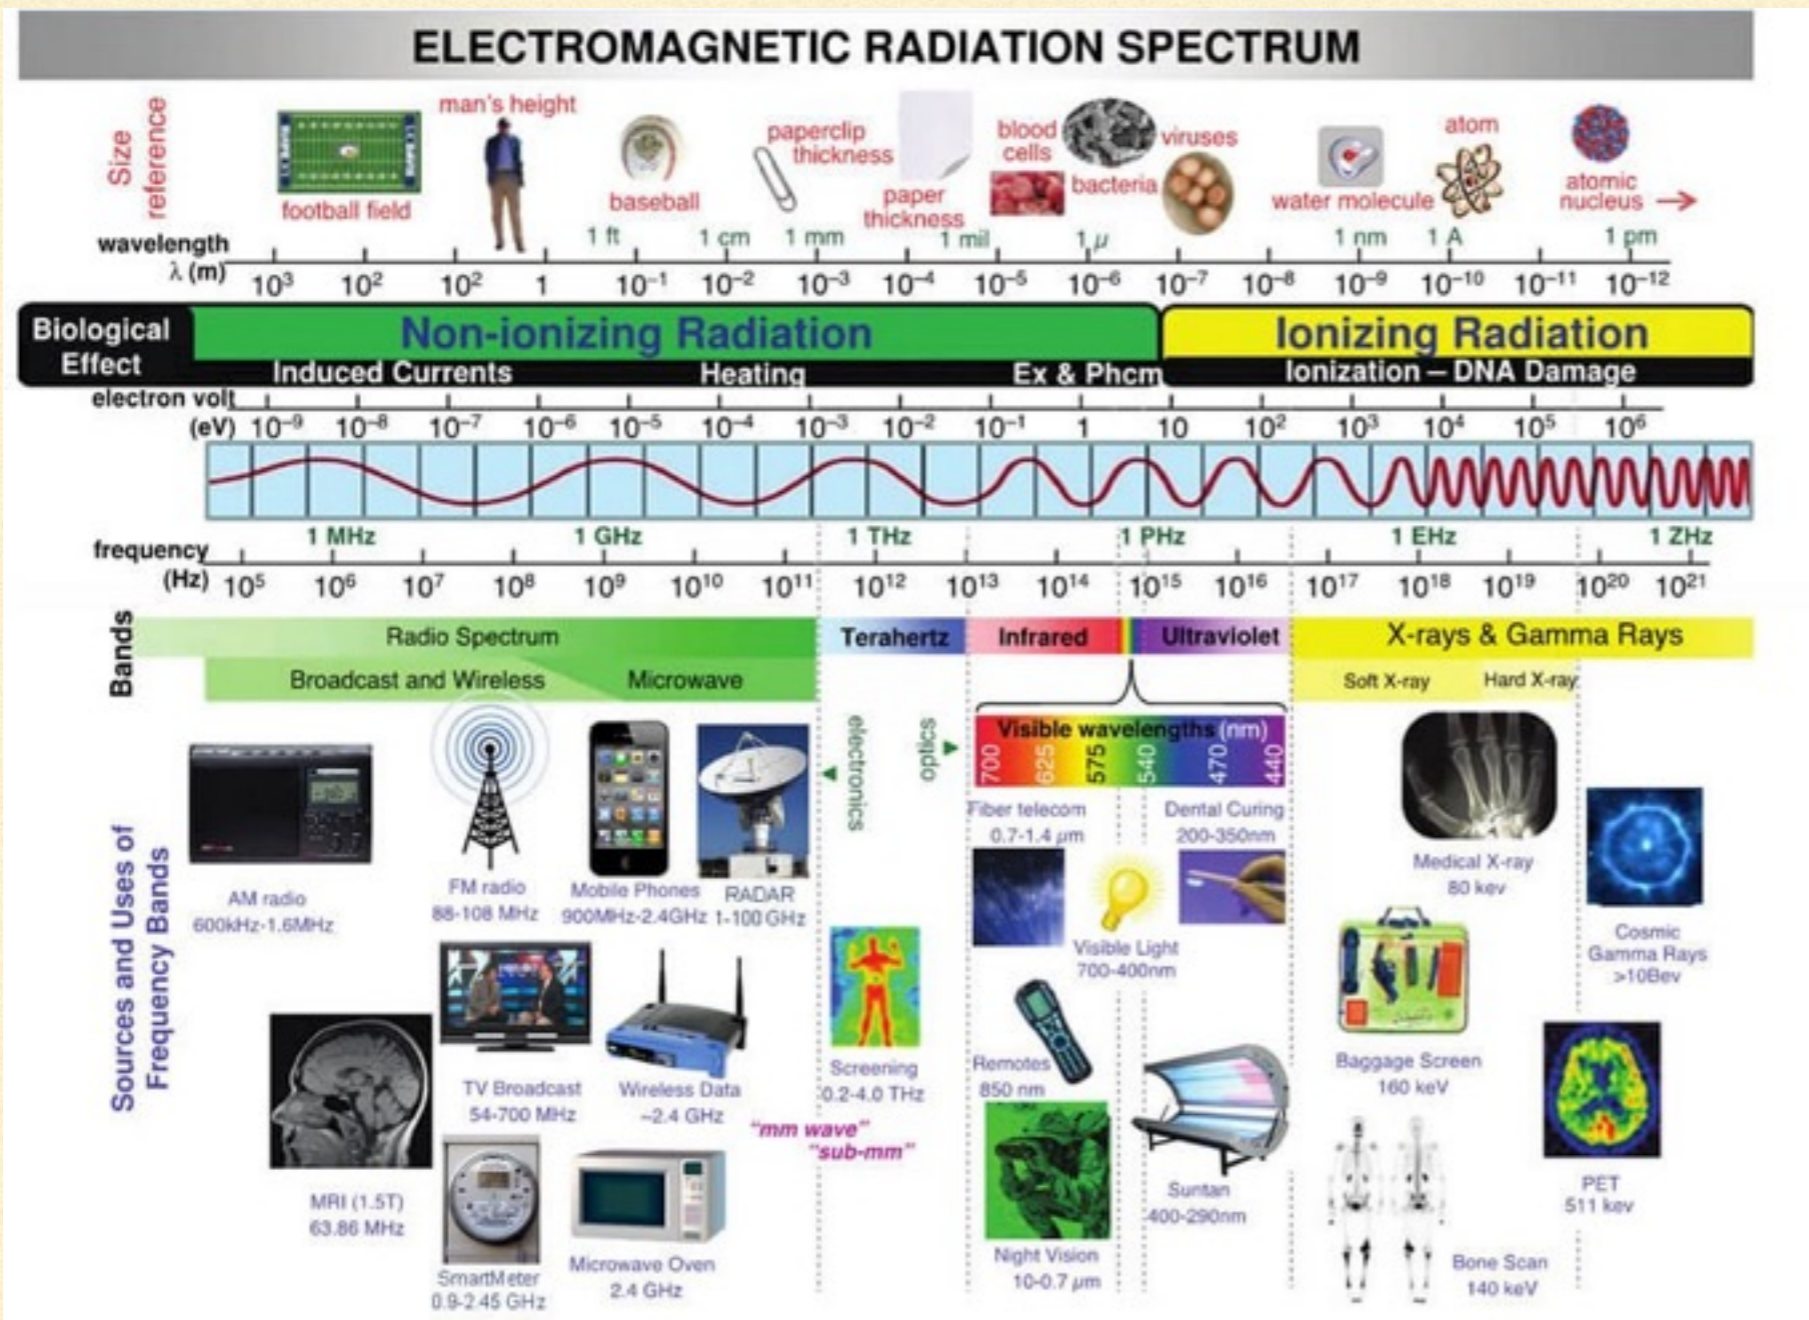 ELECTROMAGNETIC RADIATION SPECTRUM
Size
reference
football field
man's height
baseball
paperclip
thickness
paper
thickness
blood
cells
bacteria
viruses
water molecule
atom
atomic
nucleus
wavelength
λ (m)
1 ft 1 cm 1 mm 1 mil 1 µ 1 nm 1 A 1 pm
10³ 10² 10² 1 10⁻¹ 10⁻² 10⁻³ 10⁻⁴ 10⁻⁵ 10⁻⁶ 10⁻⁷ 10⁻⁸ 10⁻⁹ 10⁻¹⁰ 10⁻¹¹ 10⁻¹²
Biological
Effect
Non-ionizing Radiation
Ionizing Radiation
Induced Currents Heating Ex & Phcm
Ionization – DNA Damage
electron volt
(eV) 10⁻⁹ 10⁻⁸ 10⁻⁷ 10⁻⁶ 10⁻⁵ 10⁻⁴ 10⁻³ 10⁻² 10⁻¹ 1 10 10² 10³ 10⁴ 10⁵ 10⁶
1 MHz 1 GHz 1 THz 1 PHz 1 EHz 1 ZHz
frequency
(Hz) 10⁵ 10⁶ 10⁷ 10⁸ 10⁹ 10¹⁰ 10¹¹ 10¹² 10¹³ 10¹⁴ 10¹⁵ 10¹⁶ 10¹⁷ 10¹⁸ 10¹⁹ 10²⁰ 10²¹
Bands
Radio Spectrum Terahertz Infrared Ultraviolet X-rays & Gamma Rays
Broadcast and Wireless Microwave Soft X-ray Hard X-ray
electronics
optics
Visible wavelengths (nm)
700 625 575 540 470 440
Sources and Uses of
Frequency Bands
AM radio
600kHz-1.6MHz
FM radio
88-108 MHz
Mobile Phones
900MHz-2.4GHz
RADAR
1-100 GHz
Fiber telecom
0.7-1.4 µm
Dental Curing
200-350nm
Visible Light
700-400nm
Medical X-ray
80 kev
Cosmic
Gamma Rays
>10Bev
TV Broadcast
54-700 MHz
Wireless Data
~2.4 GHz
Screening
0.2-4.0 THz
"mm wave"
"sub-mm"
Remotes
850 nm
Baggage Screen
160 keV
MRI (1.5T)
63.86 MHz
SmartMeter
0.9-2.45 GHz
Microwave Oven
2.4 GHz
Night Vision
10-0.7 µm
Suntan
400-290nm
Bone Scan
140 keV
PET
511 kev